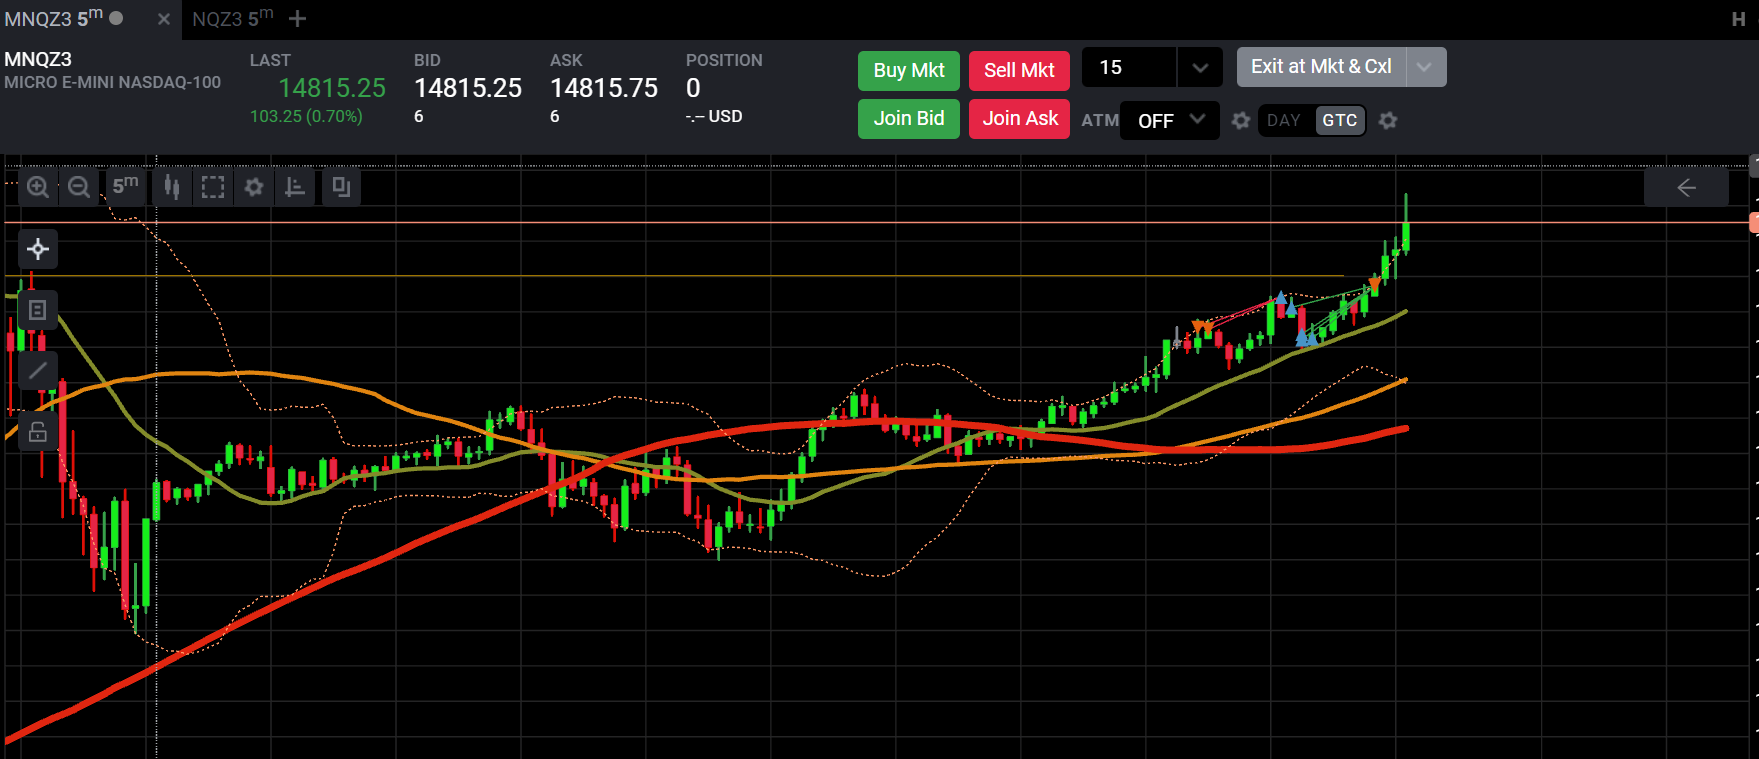 MNQZ3 5m
NQZ3 5m
H
MNQZ3
MICRO E-MINI NASDAQ-100
LAST
14815.25
103.25 (0.70%)
BID
14815.25
6
ASK
14815.75
6
POSITION
0
-.-- USD
Buy Mkt
Sell Mkt
15
Exit at Mkt & Cxl
Join Bid
Join Ask
ATM
OFF
DAY
GTC
5m